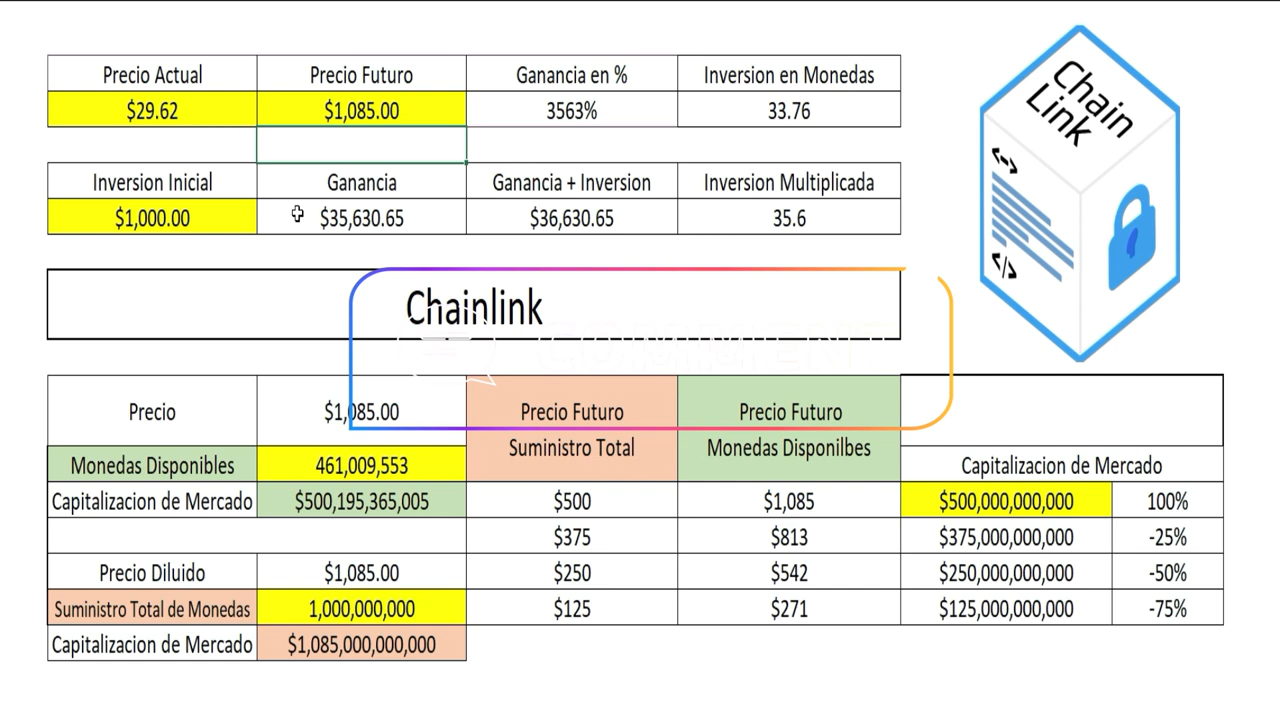 Precio Actual Precio Futuro Ganancia en % Inversion en Monedas
$29.62 $1,085.00 3563% 33.76
Inversion Inicial Ganancia Ganancia + Inversion Inversion Multiplicada
$1,000.00 $35,630.65 $36,630.65 35.6
Chain
Link
<-->
</>
Chainlink
Precio $1,085.00 Precio Futuro Precio Futuro
Suministro Total Monedas Disponilbes
Monedas Disponibles 461,009,553 Capitalizacion de Mercado
Capitalizacion de Mercado $500,195,365,005 $500 $1,085 $500,000,000,000 100%
$375 $813 $375,000,000,000 -25%
Precio Diluido $1,085.00 $250 $542 $250,000,000,000 -50%
Suministro Total de Monedas 1,000,000,000 $125 $271 $125,000,000,000 -75%
Capitalizacion de Mercado $1,085,000,000,000